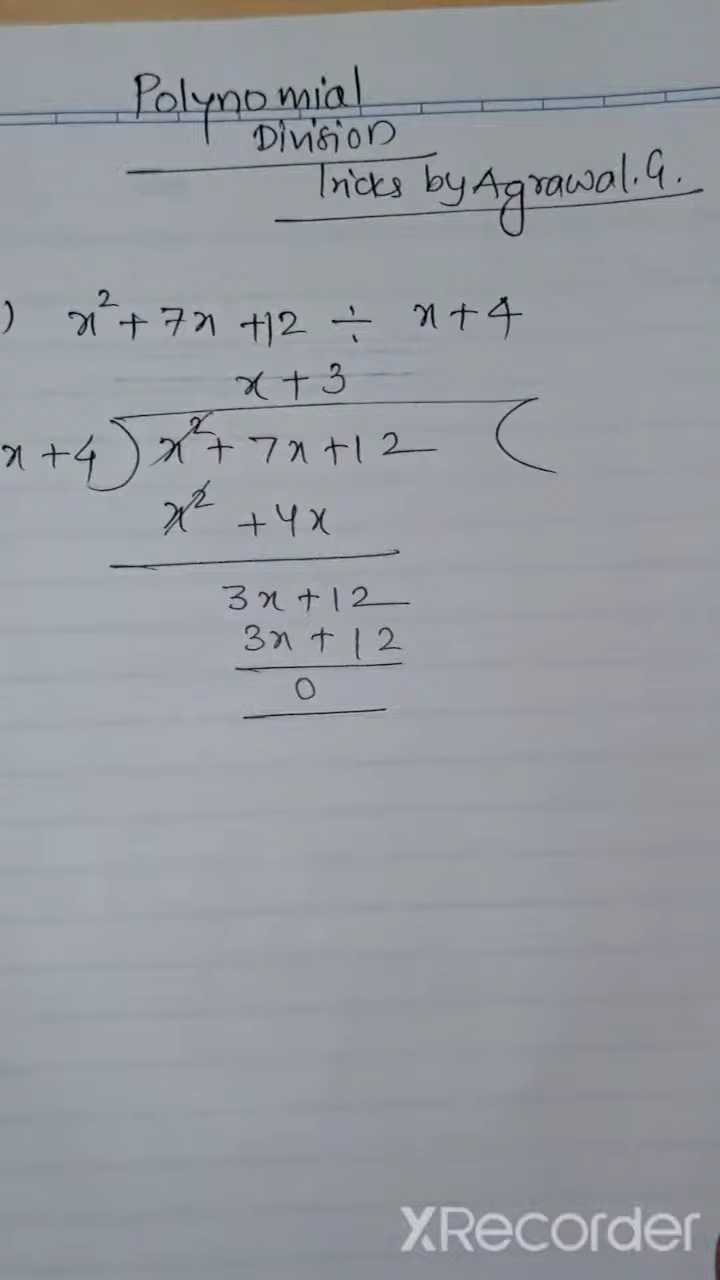 Polynomial
Division
Tricks by Agrawal.G.
) x²+7x+12 ÷ x+4
x+3
x+4)x²+7x+12(
x²+4x
3x+12
3x+12
0
XRecorder